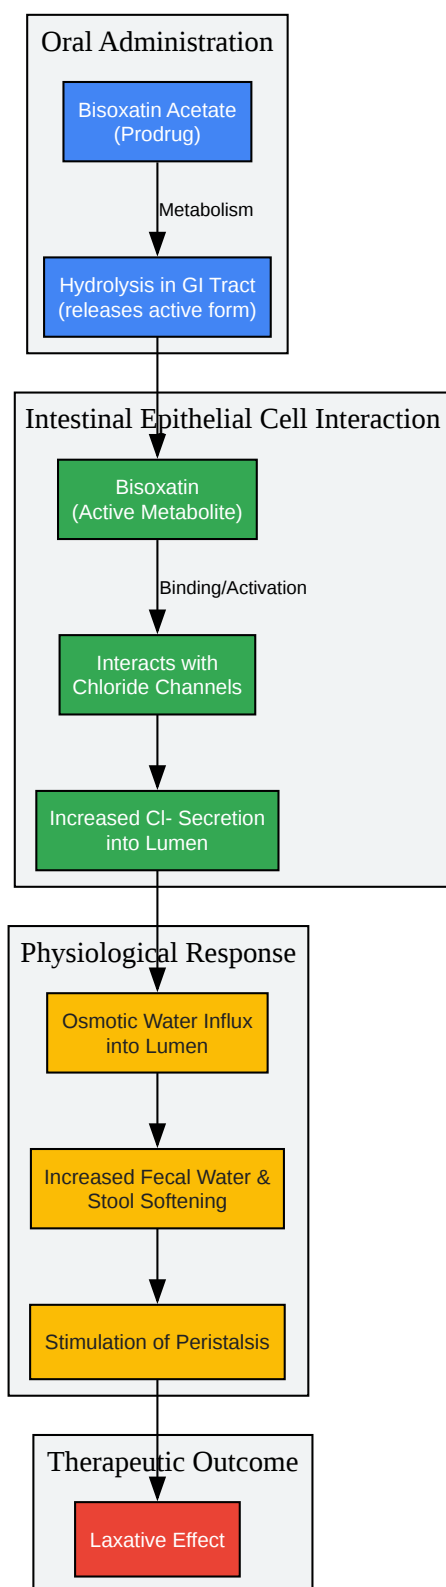 Oral Administration
Bisoxatin Acetate
(Prodrug)
Metabolism
Hydrolysis in GI Tract
(releases active form)
Intestinal Epithelial Cell Interaction
Bisoxatin
(Active Metabolite)
Binding/Activation
Interacts with
Chloride Channels
Increased Cl- Secretion
into Lumen
Physiological Response
Osmotic Water Influx
into Lumen
Increased Fecal Water &
Stool Softening
Stimulation of Peristalsis
Therapeutic Outcome
Laxative Effect